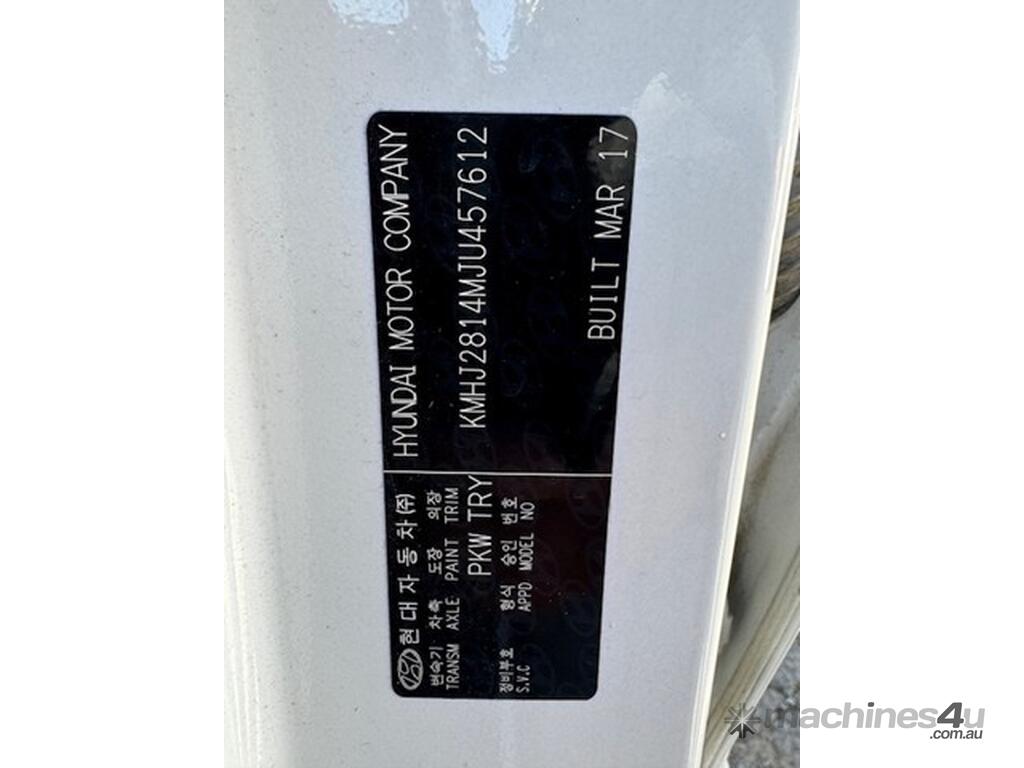 현대자동차(주) HYUNDAI MOTOR COMPANY
변속기 차축 도장 의장
TRANSM AXLE PAINT TRIM
PKW TRY KMHJ2814MJU457612
정비부호 형식 승인 번호
S.V.C APPD MODEL NO
BUILT MAR 17
machines4u
.com.au